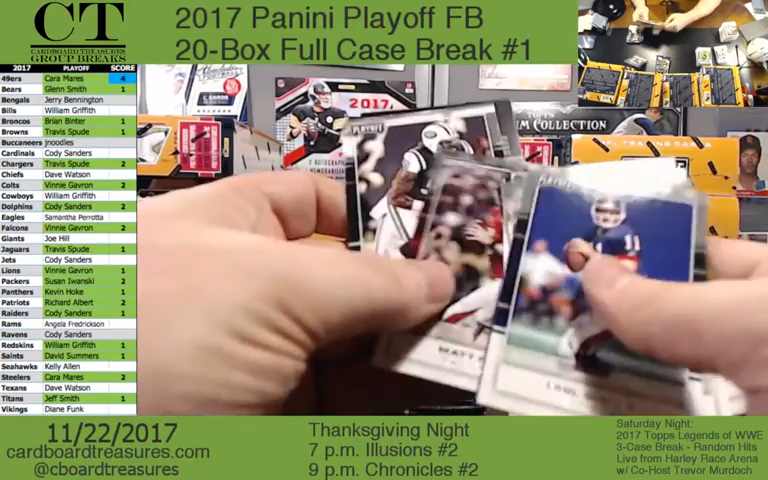 CT
CARDBOARD TREASURES
GROUP BREAKS
2017 Panini Playoff FB
20-Box Full Case Break #1
2017 PLAYOFF SCORE
49ers Cara Mares 4
Bears Glenn Smith 1
Bengals Jerry Bennington
Bills William Griffith
Broncos Brian Binter 1
Browns Travis Spude 1
Buccaneers Jnoodles
Cardinals Cody Sanders
Chargers Travis Spude 2
Chiefs Dave Watson
Colts Vinnie Gavron 2
Cowboys William Griffith
Dolphins Cody Sanders 2
Eagles Samantha Perrotta
Falcons Vinnie Gavron 2
Giants Joe Hill
Jaguars Travis Spude 1
Jets Cody Sanders
Lions Vinnie Gavron 1
Packers Susan Iwanski 2
Panthers Kevin Hoke 1
Patriots Richard Albert 2
Raiders Cody Sanders 1
Rams Angela Fredrickson
Ravens Cody Sanders
Redskins William Griffith 1
Saints David Summers 1
Seahawks Kelly Allen
Steelers Cara Mares 2
Texans Dave Watson
Titans Jeff Smith 1
Vikings Diane Funk
2017
TOPPS
M COLLECTION
PLAYOFF
MATT
11/22/2017
cardboardtreasures.com
@cboardtreasures
Thanksgiving Night
7 p.m. Illusions #2
9 p.m. Chronicles #2
Saturday Night:
2017 Topps Legends of WWE
3-Case Break - Random Hits
Live from Harley Race Arena
w/ Co-Host Trevor Murdoch